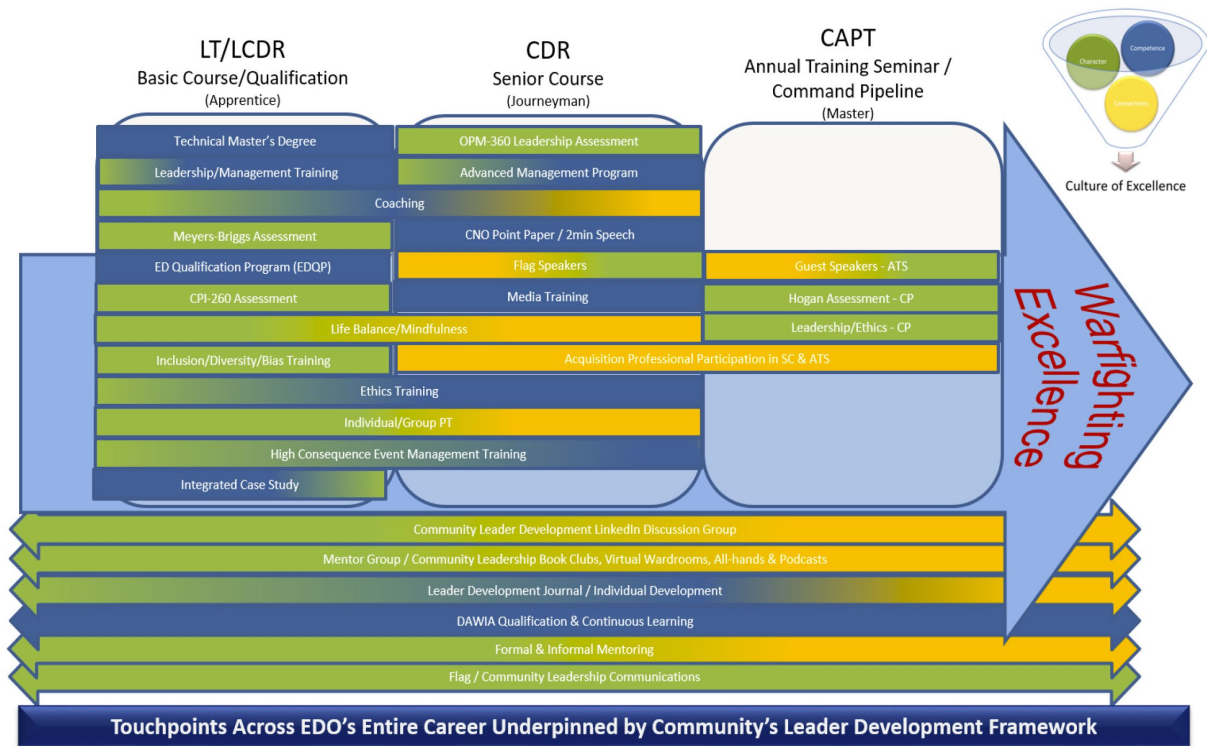 LT/LCDR
Basic Course/Qualification
(Apprentice)
CDR
Senior Course
(Journeyman)
CAPT
Annual Training Seminar /
Command Pipeline
(Master)
Character
Competence
Connections
Culture of Excellence
Technical Master's Degree
OPM-360 Leadership Assessment
Leadership/Management Training
Advanced Management Program
Coaching
Meyers-Briggs Assessment
CNO Point Paper / 2min Speech
ED Qualification Program (EDQP)
Flag Speakers
Guest Speakers - ATS
CPI-260 Assessment
Media Training
Hogan Assessment - CP
Life Balance/Mindfulness
Leadership/Ethics - CP
Inclusion/Diversity/Bias Training
Acquisition Professional Participation in SC & ATS
Ethics Training
Individual/Group PT
High Consequence Event Management Training
Integrated Case Study
Warfighting
Excellence
Community Leader Development LinkedIn Discussion Group
Mentor Group / Community Leadership Book Clubs, Virtual Wardrooms, All-hands & Podcasts
Leader Development Journal / Individual Development
DAWIA Qualification & Continuous Learning
Formal & Informal Mentoring
Flag / Community Leadership Communications
Touchpoints Across EDO's Entire Career Underpinned by Community's Leader Development Framework